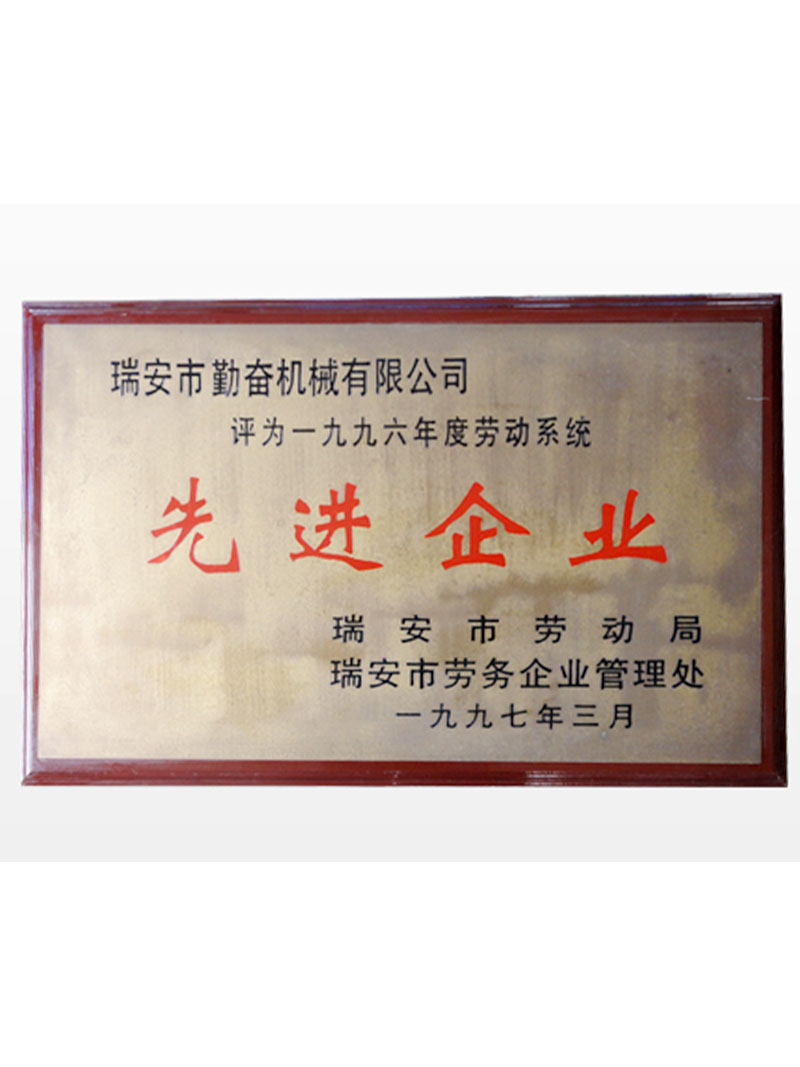 瑞安市勤奋机械有限公司
评为一九九六年度劳动系统
先进企业
瑞安市劳动局
瑞安市劳务企业管理处
一九九七年三月